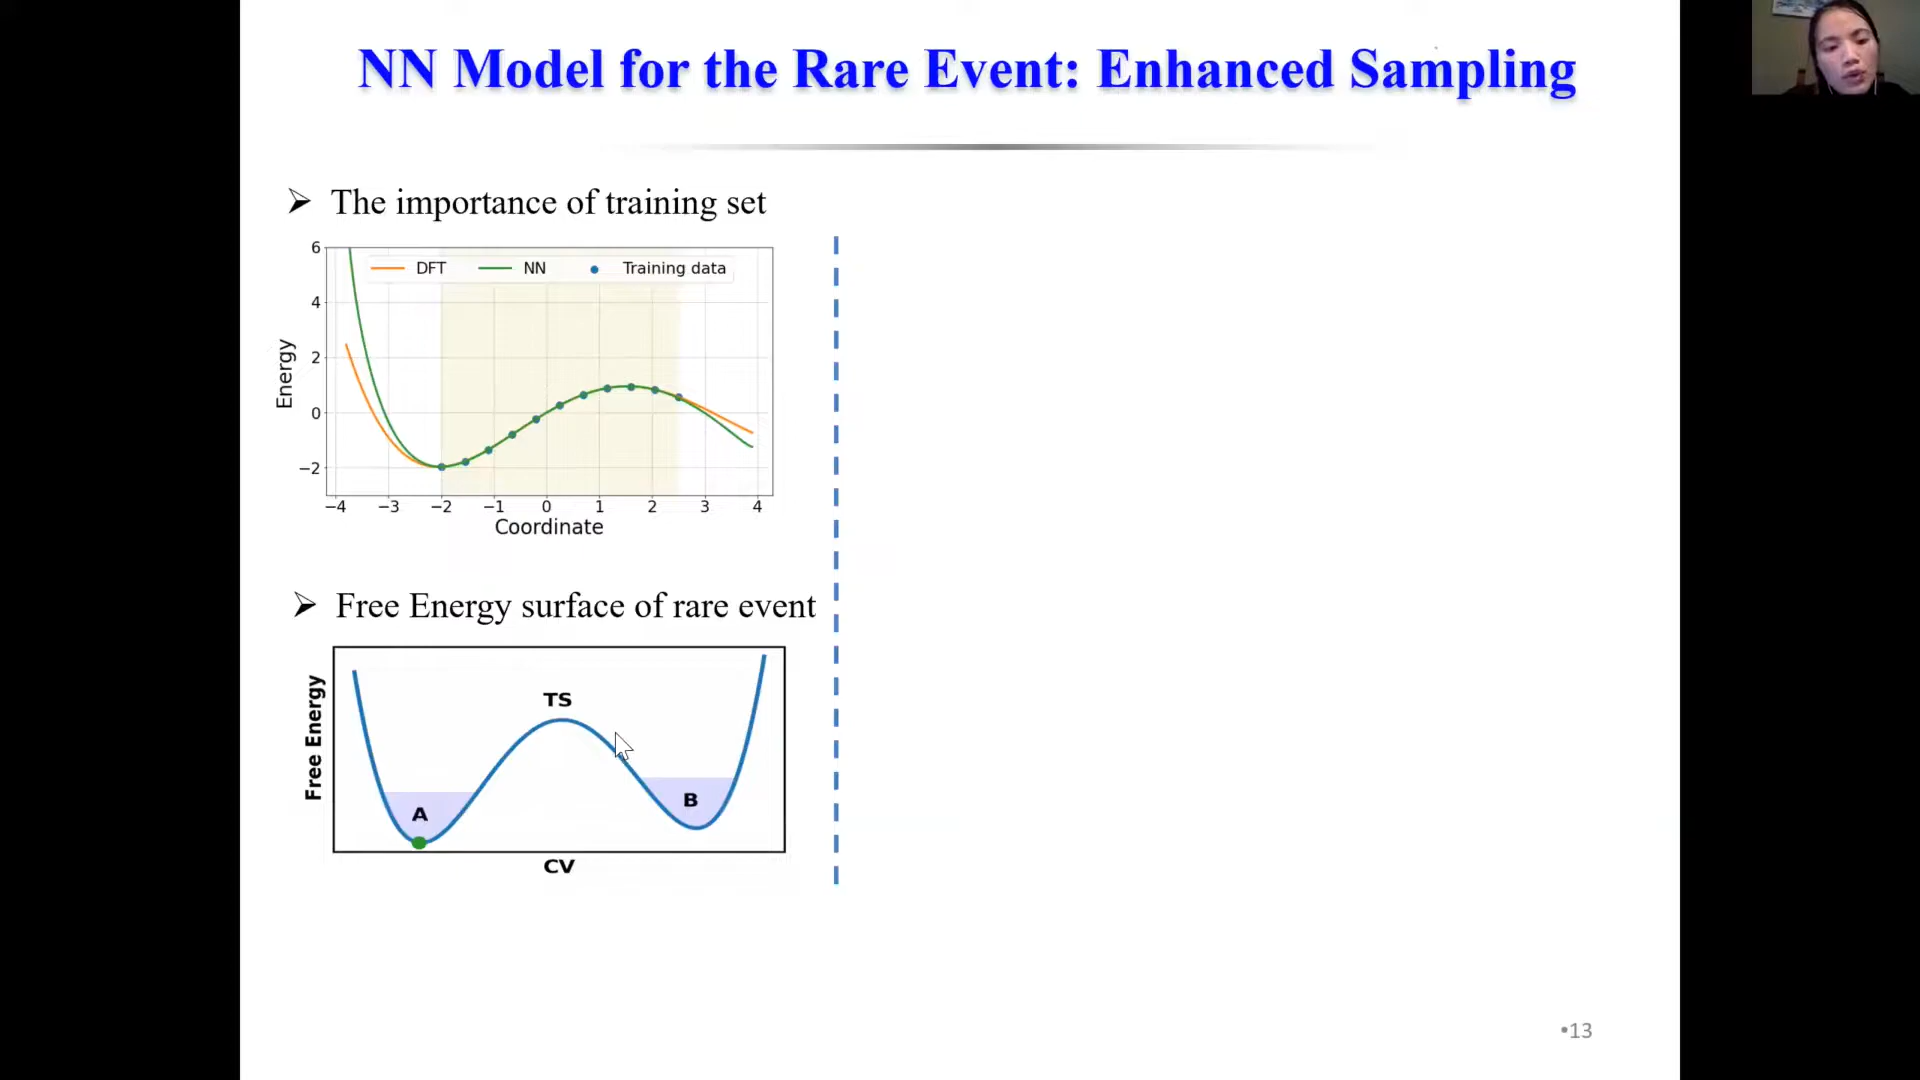 NN Model for the Rare Event: Enhanced Sampling
➢ The importance of training set
DFT NN Training data
6
4
2
0
−2
Energy
−4 −3 −2 −1 0 1 2 3 4
Coordinate
➢ Free Energy surface of rare event
Free Energy
TS
A
B
CV
•13